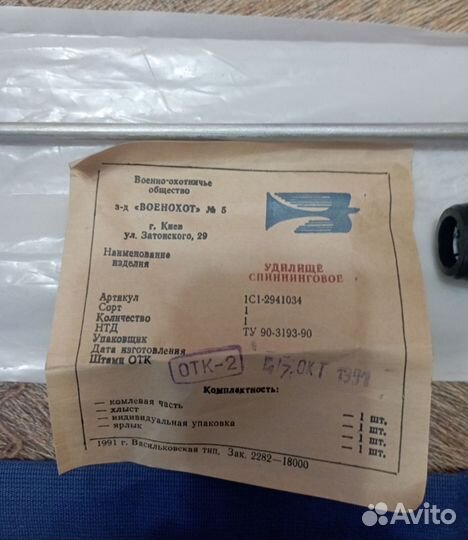 Военно-охотничье
общество
з-д «ВОЕНОХОТ» № 5
г. Киев
ул. Затонского, 29
Наименование
изделия
УДИЛИЩЕ
СПИННИНГОВОЕ
Артикул 1С1-2941034
Сорт 1
Количество 1
НТД ТУ 90-3193-90
Упаковщик
Дата изготовления
Штамп ОТК ОТК-2 ОКТ 1991
Комплектность:
— комлевая часть — 1 шт.
— хлыст — 1 шт.
— индивидуальная упаковка — 1 шт.
— ярлык — 1 шт.
1991 г. Васильковская тип. Зак. 2282-18000
Avito